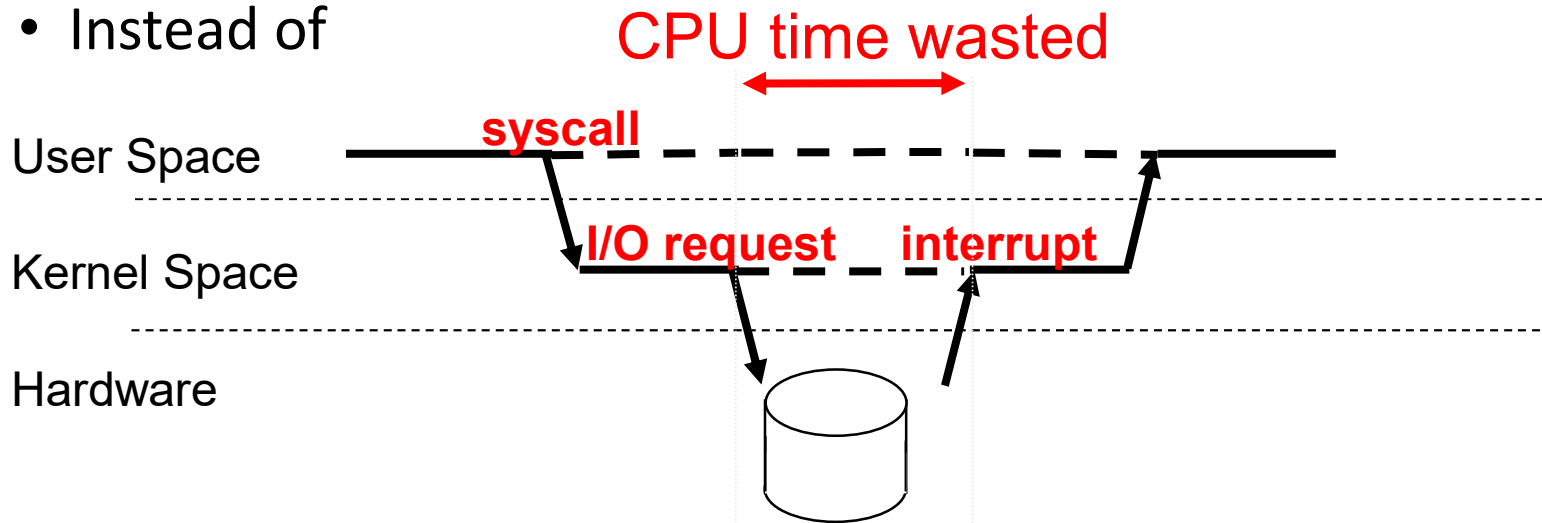 • Instead of
CPU time wasted
syscall
User Space
I/O request
interrupt
Kernel Space
Hardware